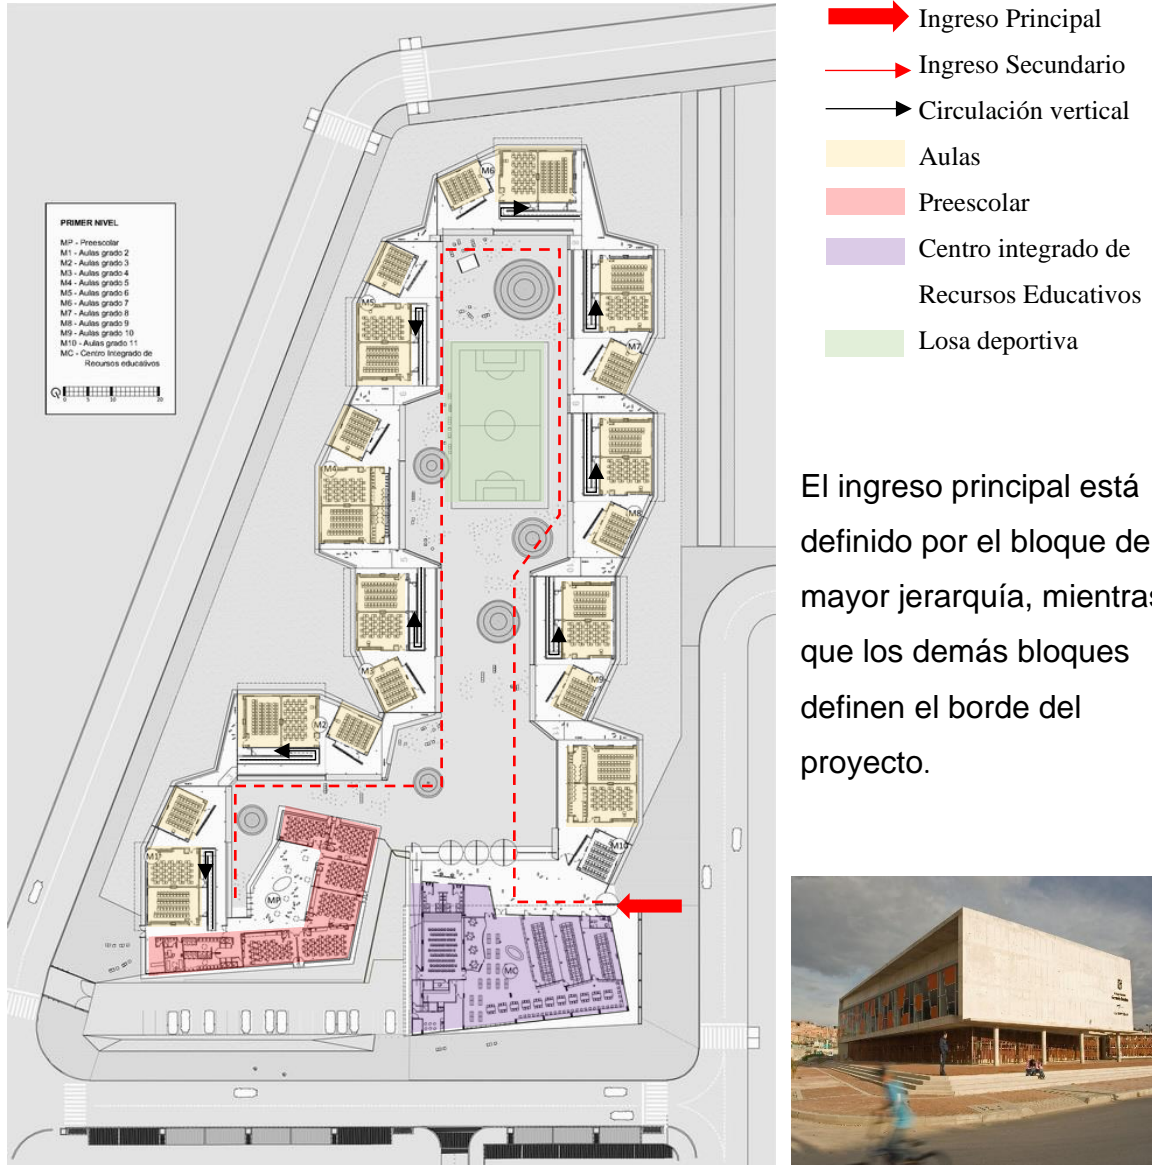 Ingreso Principal
Ingreso Secundario
Circulación vertical
Aulas
Preescolar
Centro integrado de
Recursos Educativos
Losa deportiva
PRIMER NIVEL
MP - Preescolar
M1 - Aulas grado 2
M2 - Aulas grado 3
M3 - Aulas grado 4
M4 - Aulas grado 5
M5 - Aulas grado 6
M6 - Aulas grado 7
M7 - Aulas grado 8
M8 - Aulas grado 9
M9 - Aulas grado 10
M10 - Aulas grado 11
MC - Centro Integrado de
Recursos educativos
0 5 10 20
M6
M5
M7
M4
M8
M3
M9
M2
M10
M1
MP
MC
El ingreso principal está
definido por el bloque de
mayor jerarquía, mientras
que los demás bloques
definen el borde del
proyecto.